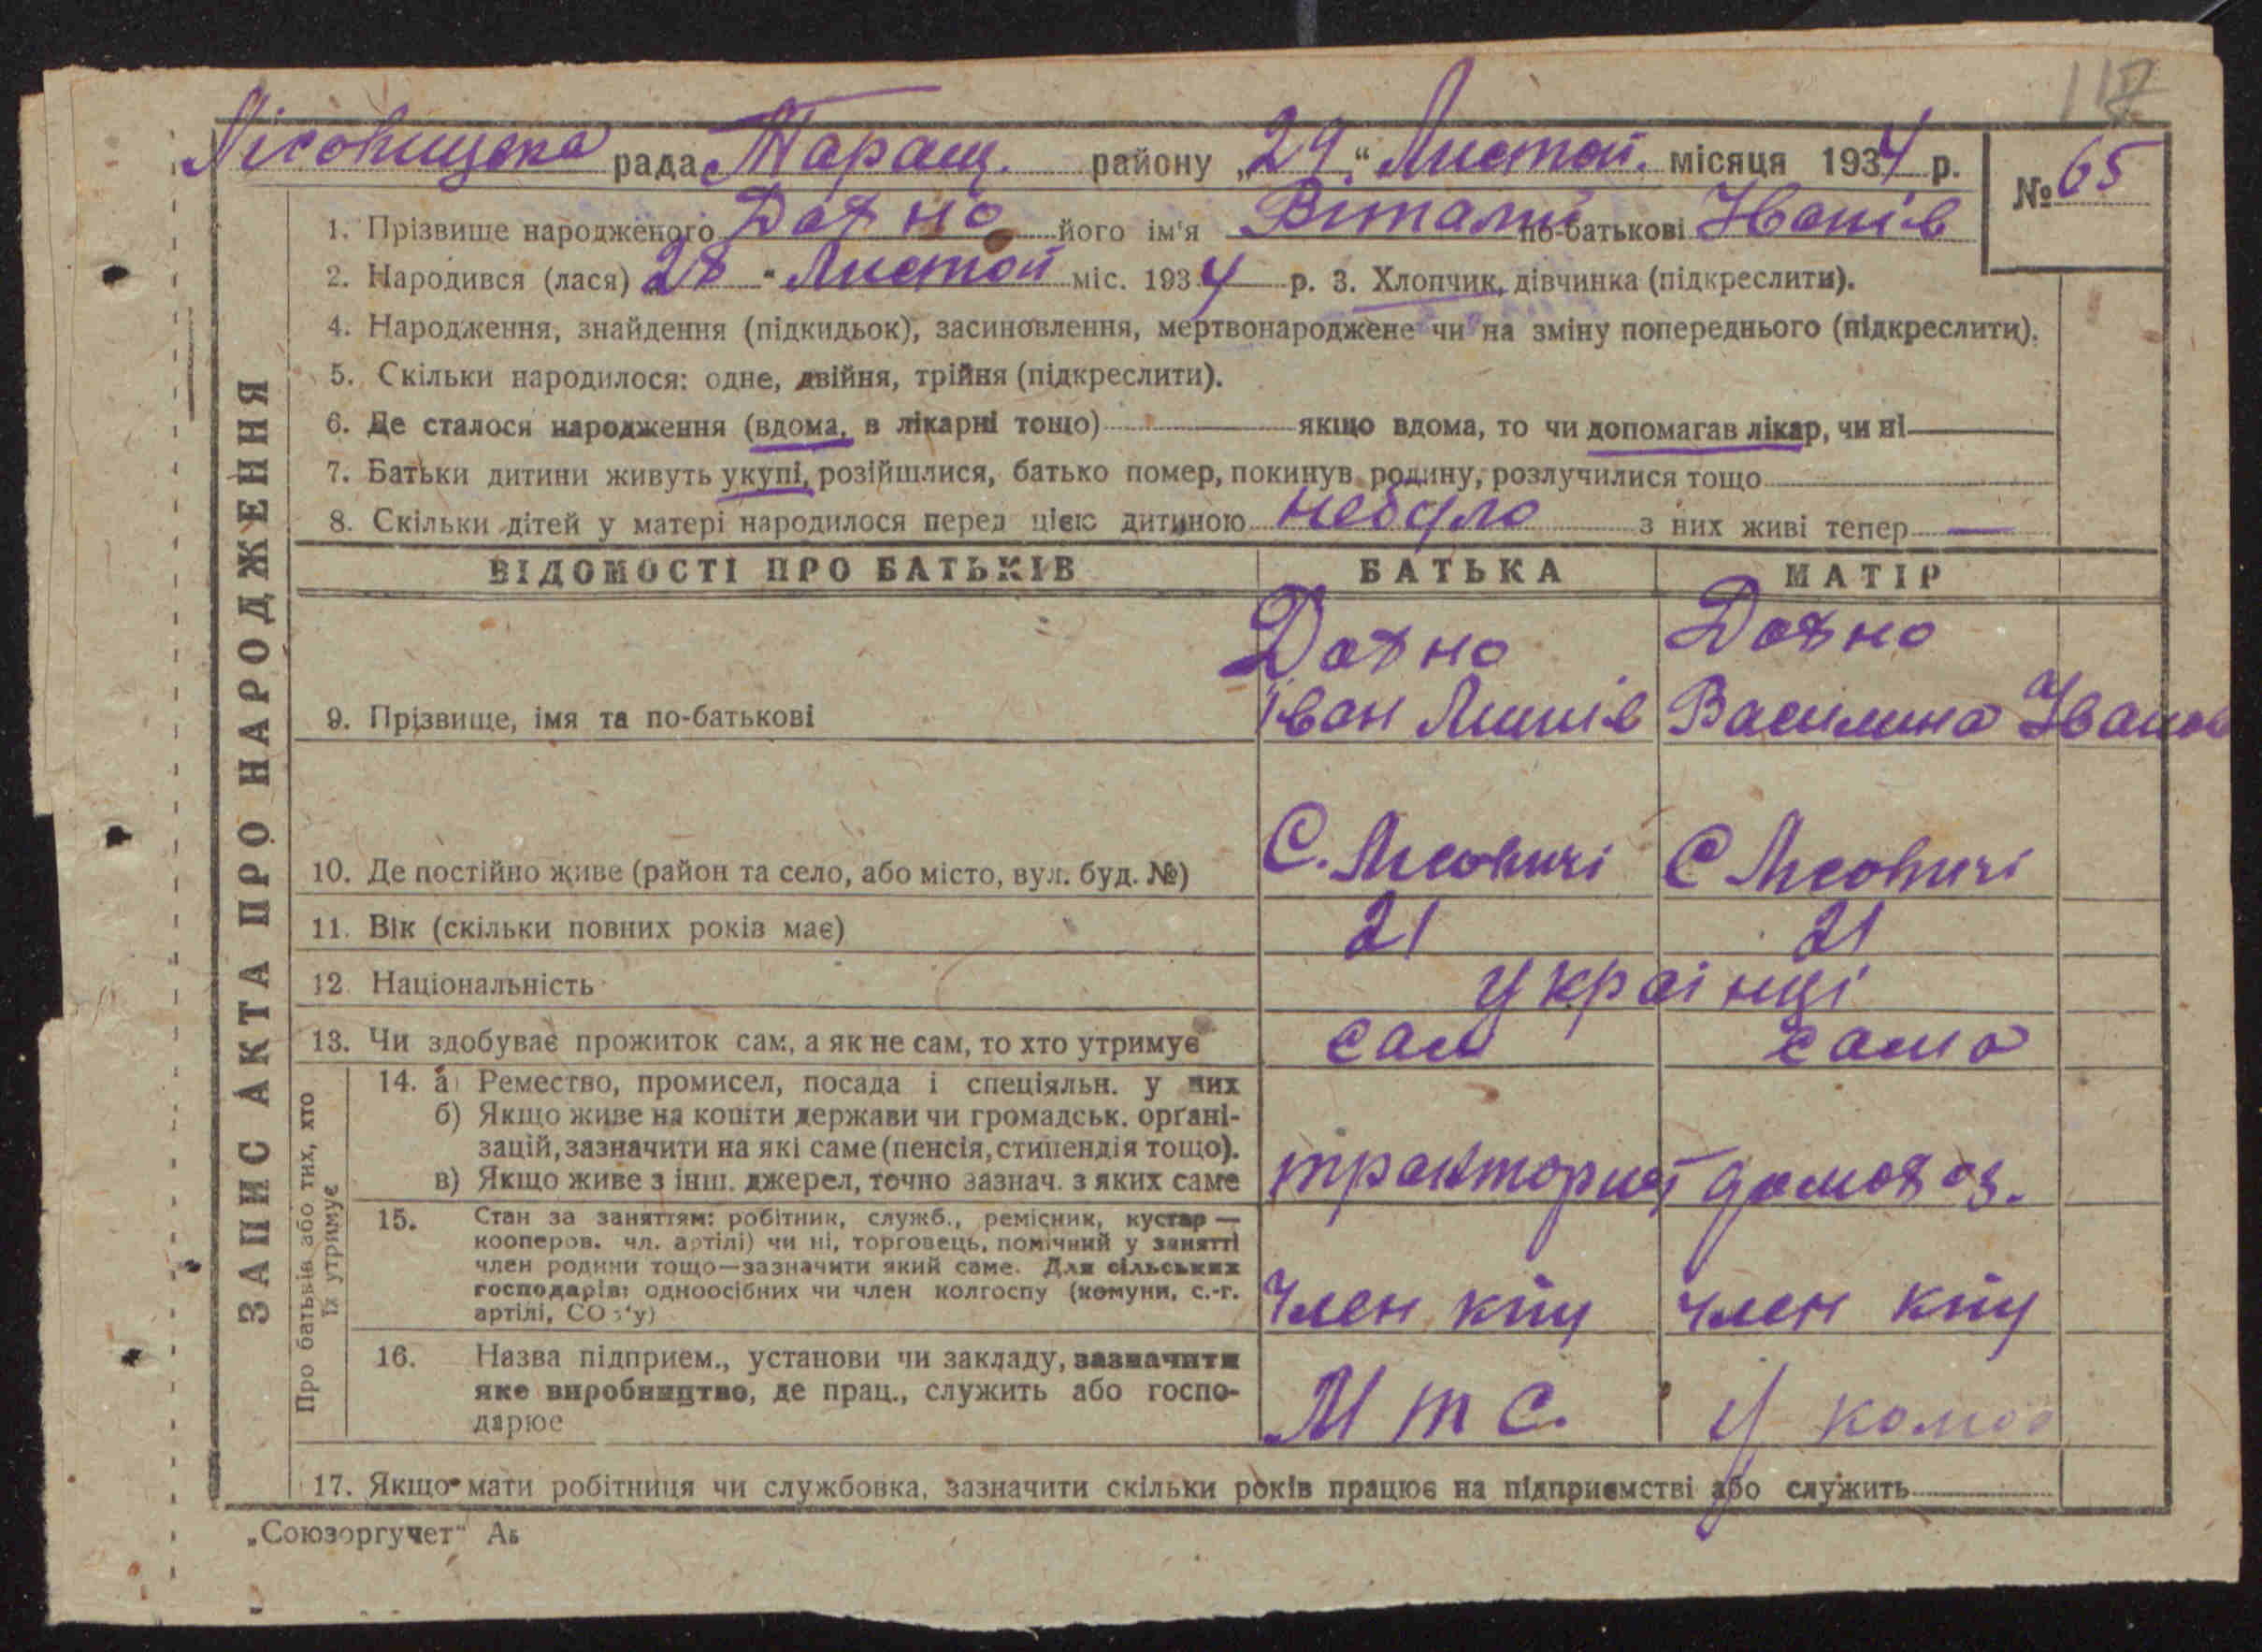 117
Лісовицька рада Таращ. району „29“ Листоп. місяця 1934 р. № 65
1. Прізвище народженого Дахно його ім'я Віталій по-батькові Іванів
2. Народився (лася) „28“ Листоп міс. 1934 р. 3. Хлопчик, дівчинка (підкреслити).
4. Народження, знайдення (підкидьок), засиновлення, мертвонароджене чи на зміну попереднього (підкреслити).
5. Скільки народилося: одне, двійня, трійня (підкреслити).
6. Де сталося народження (вдома, в лікарні тощо) якщо вдома, то чи допомагав лікар, чи ні
7. Батьки дитини живуть укупі, розійшлися, батько помер, покинув родину, розлучилися тощо
8. Скільки дітей у матері народилося перед цією дитиною небуло з них живі тепер —
ЗАПИС АКТА ПРО НАРОДЖЕННЯ
ВІДОМОСТІ ПРО БАТЬКІВ БАТЬКА МАТІР
Дахно Дахно
9. Прізвище, імя та по-батькові Іван Василина Іванов
10. Де постійно живе (район та село, або місто, вул. буд. №) С. Лісовичі С Лісовичі
11. Вік (скільки повних років має) 21 21
12. Національність українці
13. Чи здобуває прожиток сам, а як не сам, то хто утримує сам сама
Про батьків або тих, хто
їх утримує
14. а) Ремество, промисел, посада і спеціяльн. у них
б) Якщо живе на кошти держави чи громадськ. орґані-
зацій, зазначити на які саме (пенсія, стипендія тощо).
в) Якщо живе з інш. джерел, точно зазнач. з яких саме тракторист домохоз.
15. Стан за заняттям: робітник, служб., ремісник, кустар —
кооперов. чл. артілі) чи ні, торговець, помічний у занятті
член родини тощо—зазначити який саме. Для сільських
господарів: одноосібних чи член колгоспу (комуни, с.-г.
артілі, СОЗ'у) Член член
16. Назва підприєм., установи чи закладу, зазначити
яке виробництво, де прац., служить або госпо-
дарює М Т С. У
17. Якщо мати робітниця чи службовка, зазначити скільки років працює на підприємстві або служить
„Союзоргучет“ Аб